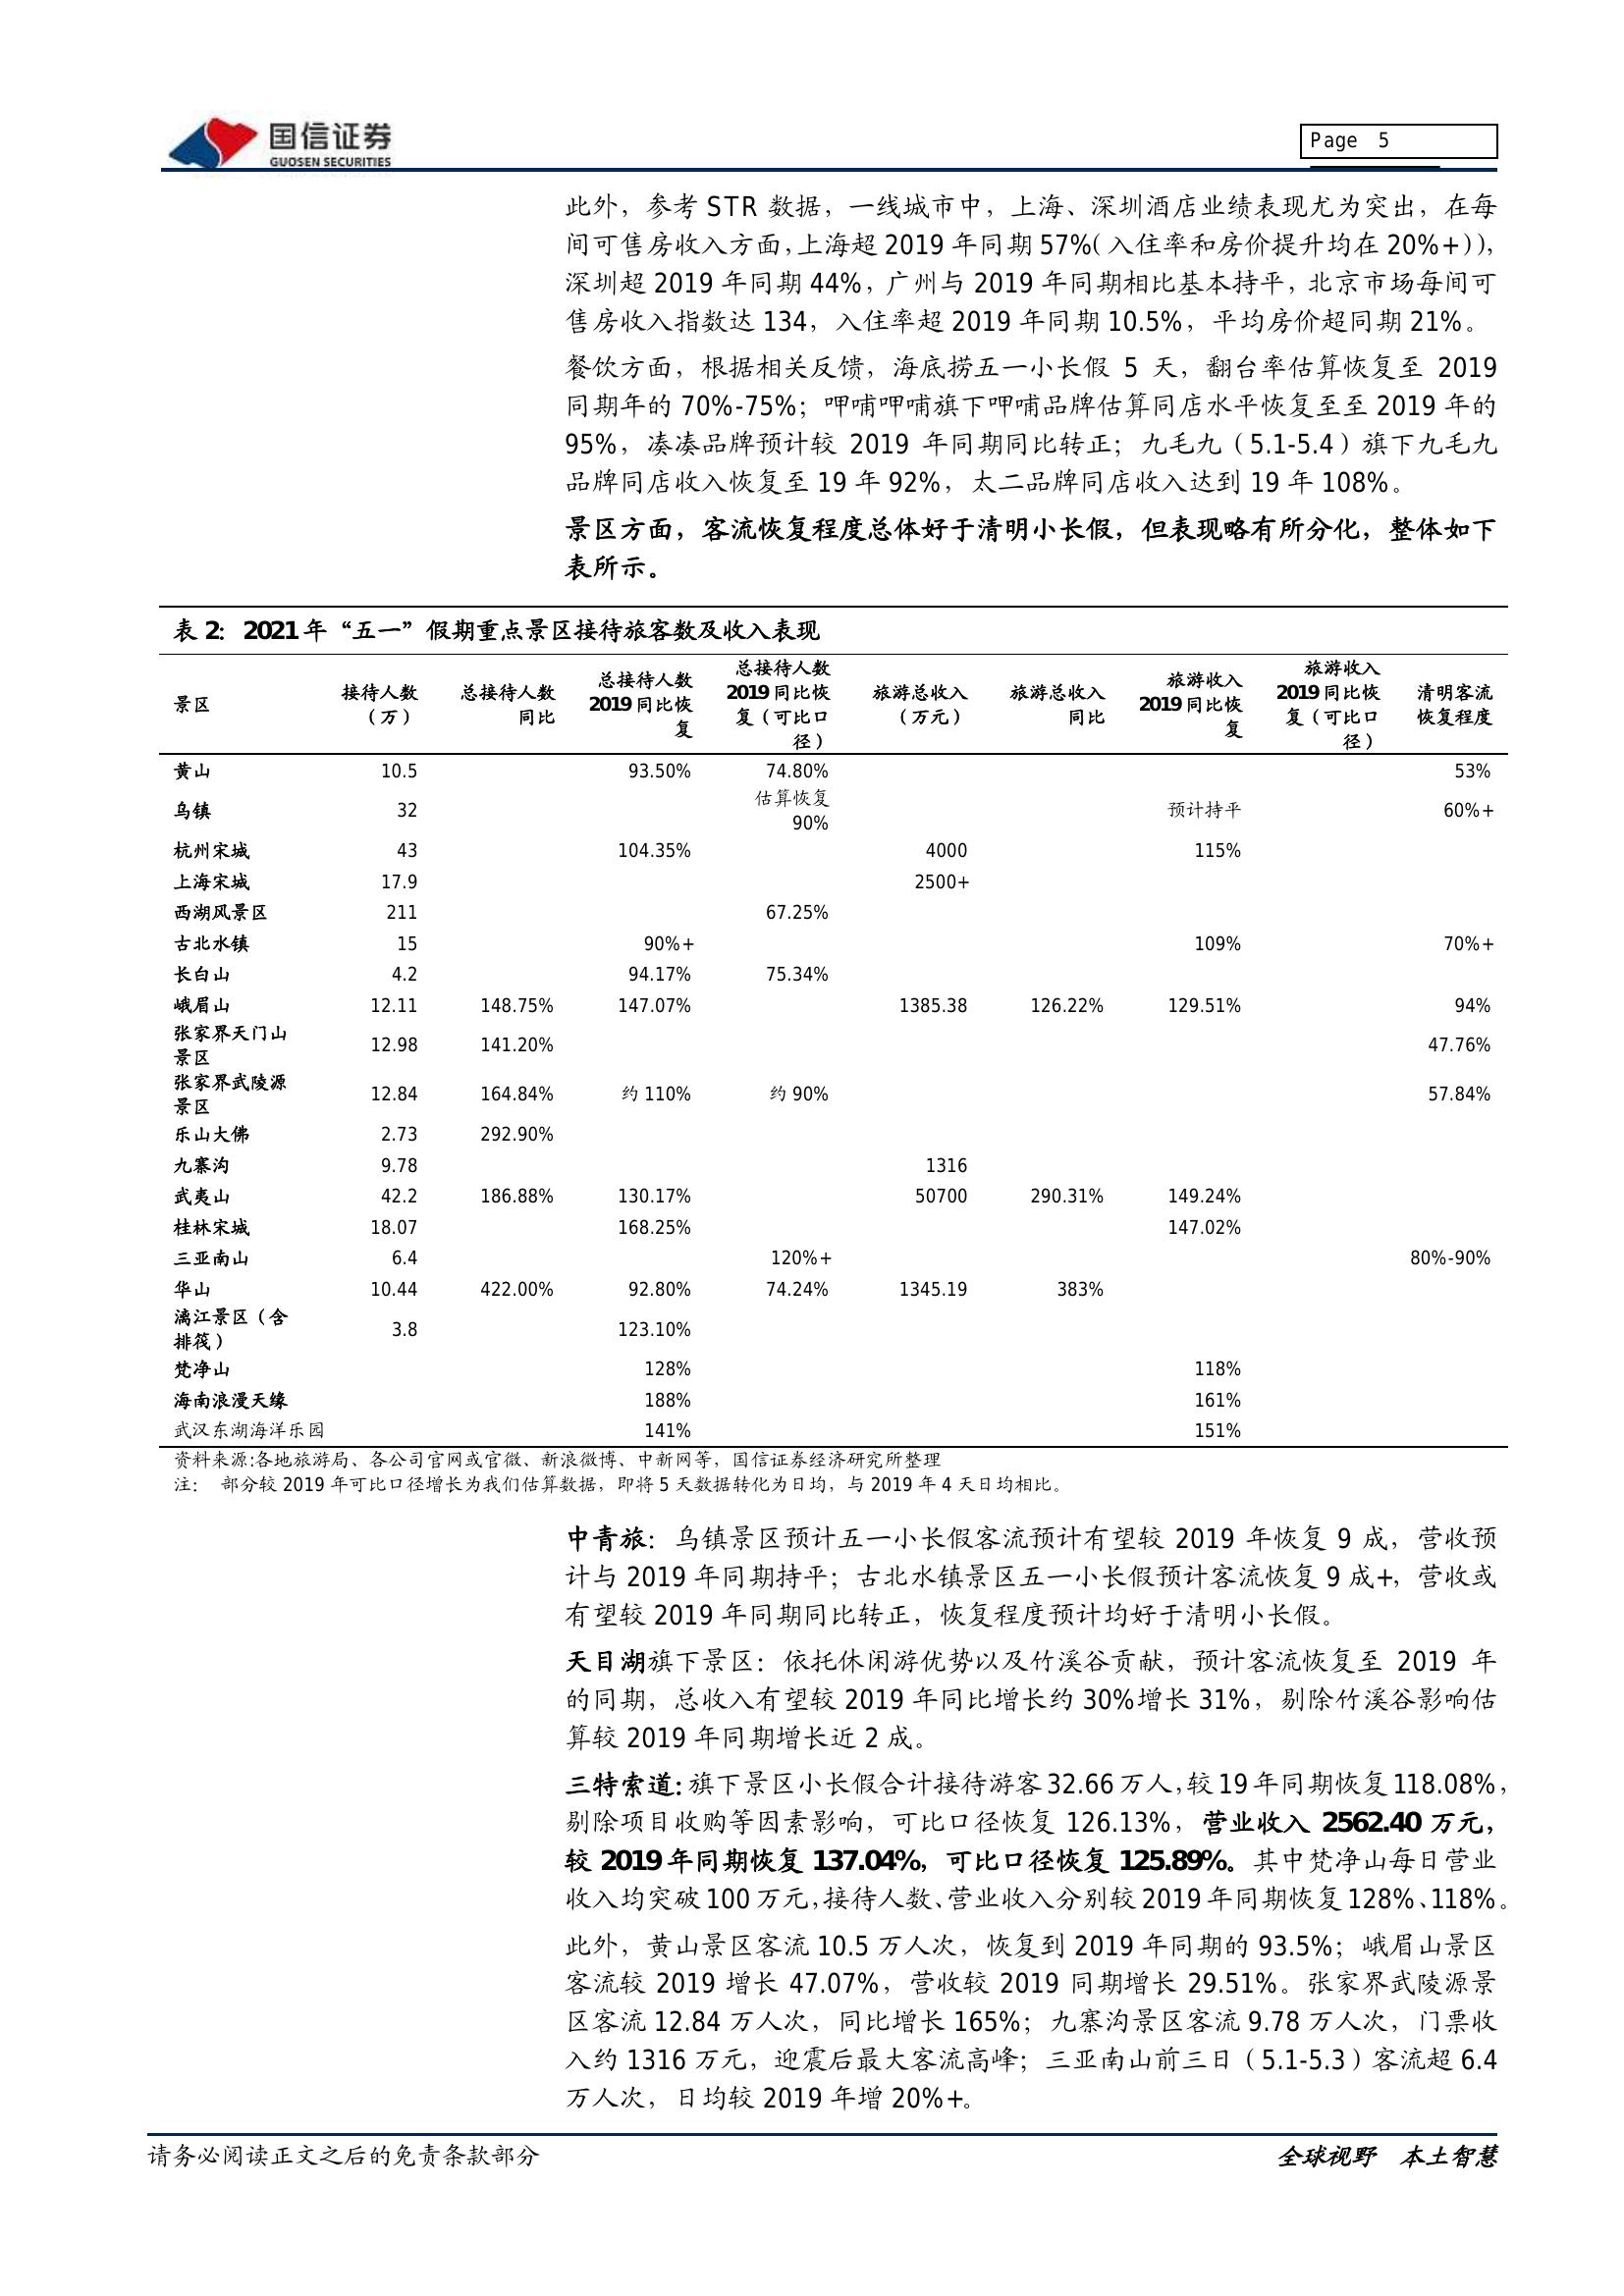 国信证券
GUOSEN SECURITIES
Page 5
此外，参考 STR 数据，一线城市中，上海、深圳酒店业绩表现尤为突出，在每
间可售房收入方面，上海超 2019 年同期 57%（入住率和房价提升均在 20%+)），
深圳超 2019 年同期 44%，广州与 2019 年同期相比基本持平，北京市场每间可
售房收入指数达 134，入住率超 2019 年同期 10.5%，平均房价超同期 21%。
餐饮方面，根据相关反馈，海底捞五一小长假 5 天，翻台率估算恢复至 2019
同期年的 70%-75%；呷哺呷哺旗下呷哺品牌估算同店水平恢复至至 2019 年的
95%，凑凑品牌预计较 2019 年同期同比转正；九毛九（5.1-5.4）旗下九毛九
品牌同店收入恢复至 19 年 92%，太二品牌同店收入达到 19 年 108%。
景区方面，客流恢复程度总体好于清明小长假，但表现略有所分化，整体如下
表所示。
表 2：2021 年“五一”假期重点景区接待旅客数及收入表现
景区 接待人数（万） 总接待人数同比 总接待人数2019 同比恢复 总接待人数2019 同比恢复（可比口径） 旅游总收入（万元） 旅游总收入同比 旅游收入2019 同比恢复 旅游收入2019 同比恢复（可比口径） 清明客流恢复程度
黄山 10.5 93.50% 74.80% 53%
乌镇 32 估算恢复90% 预计持平 60%+
杭州宋城 43 104.35% 4000 115%
上海宋城 17.9 2500+
西湖风景区 211 67.25%
古北水镇 15 90%+ 109% 70%+
长白山 4.2 94.17% 75.34%
峨眉山 12.11 148.75% 147.07% 1385.38 126.22% 129.51% 94%
张家界天门山景区 12.98 141.20% 47.76%
张家界武陵源景区 12.84 164.84% 约 110% 约 90% 57.84%
乐山大佛 2.73 292.90%
九寨沟 9.78 1316
武夷山 42.2 186.88% 130.17% 50700 290.31% 149.24%
桂林宋城 18.07 168.25% 147.02%
三亚南山 6.4 120%+ 80%-90%
华山 10.44 422.00% 92.80% 74.24% 1345.19 383%
漓江景区（含排筏） 3.8 123.10%
梵净山 128% 118%
海南浪漫天缘 188% 161%
武汉东湖海洋乐园 141% 151%
资料来源:各地旅游局、各公司官网或官微、新浪微博、中新网等，国信证券经济研究所整理
注： 部分较 2019 年可比口径增长为我们估算数据，即将 5 天数据转化为日均，与 2019 年 4 天日均相比。
中青旅：乌镇景区预计五一小长假客流预计有望较 2019 年恢复 9 成，营收预
计与 2019 年同期持平；古北水镇景区五一小长假预计客流恢复 9 成+，营收或
有望较 2019 年同期同比转正，恢复程度预计均好于清明小长假。
天目湖旗下景区：依托休闲游优势以及竹溪谷贡献，预计客流恢复至 2019 年
的同期，总收入有望较 2019 年同比增长约 30%增长 31%，剔除竹溪谷影响估
算较 2019 年同期增长近 2 成。
三特索道：旗下景区小长假合计接待游客 32.66 万人，较 19 年同期恢复 118.08%，
剔除项目收购等因素影响，可比口径恢复 126.13%，营业收入 2562.40 万元，
较 2019 年同期恢复 137.04%，可比口径恢复 125.89%。其中梵净山每日营业
收入均突破 100 万元，接待人数、营业收入分别较 2019 年同期恢复 128%、118%。
此外，黄山景区客流 10.5 万人次，恢复到 2019 年同期的 93.5%；峨眉山景区
客流较 2019 增长 47.07%，营收较 2019 同期增长 29.51%。张家界武陵源景
区客流 12.84 万人次，同比增长 165%；九寨沟景区客流 9.78 万人次，门票收
入约 1316 万元，迎震后最大客流高峰；三亚南山前三日（5.1-5.3）客流超 6.4
万人次，日均较 2019 年增 20%+。
请务必阅读正文之后的免责条款部分
全球视野 本土智慧